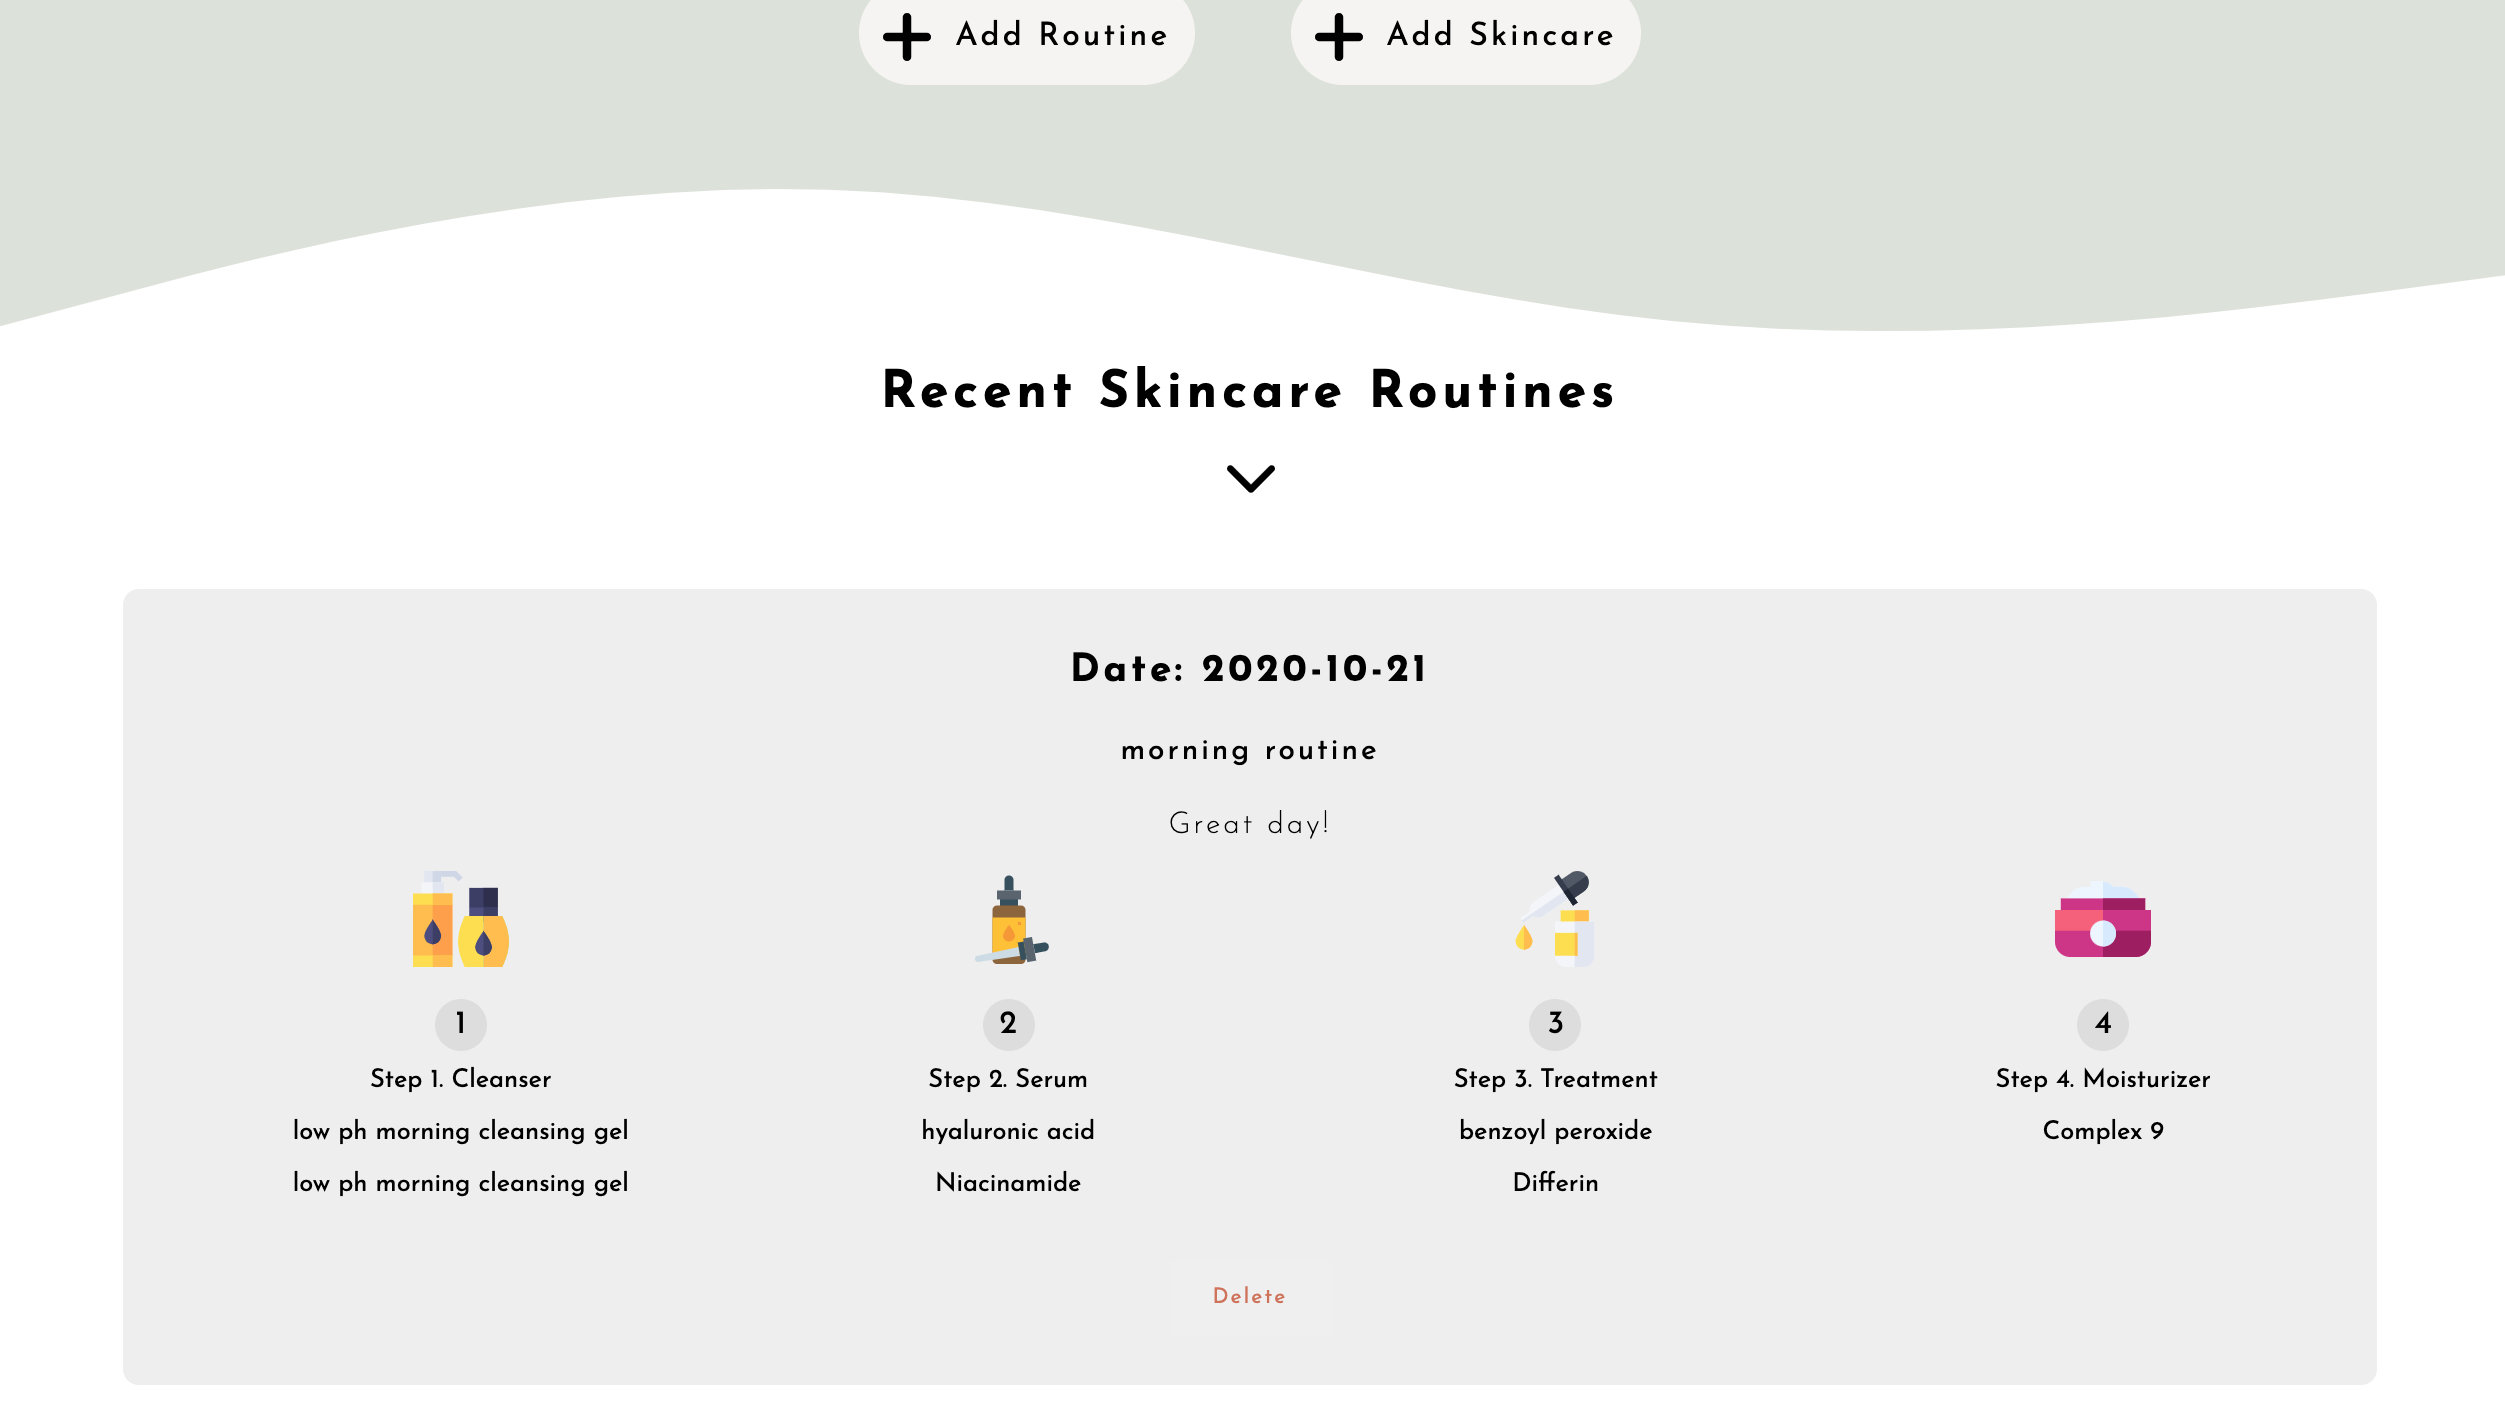 Add Routine
Add Skincare
Recent Skincare Routines
Date: 2020-10-21
morning routine
Great day!
1
2
3
4
Step 1. Cleanser
Step 2. Serum
Step 3. Treatment
Step 4. Moisturizer
low ph morning cleansing gel
hyaluronic acid
benzoyl peroxide
Complex 9
low ph morning cleansing gel
Niacinamide
Differin
Delete